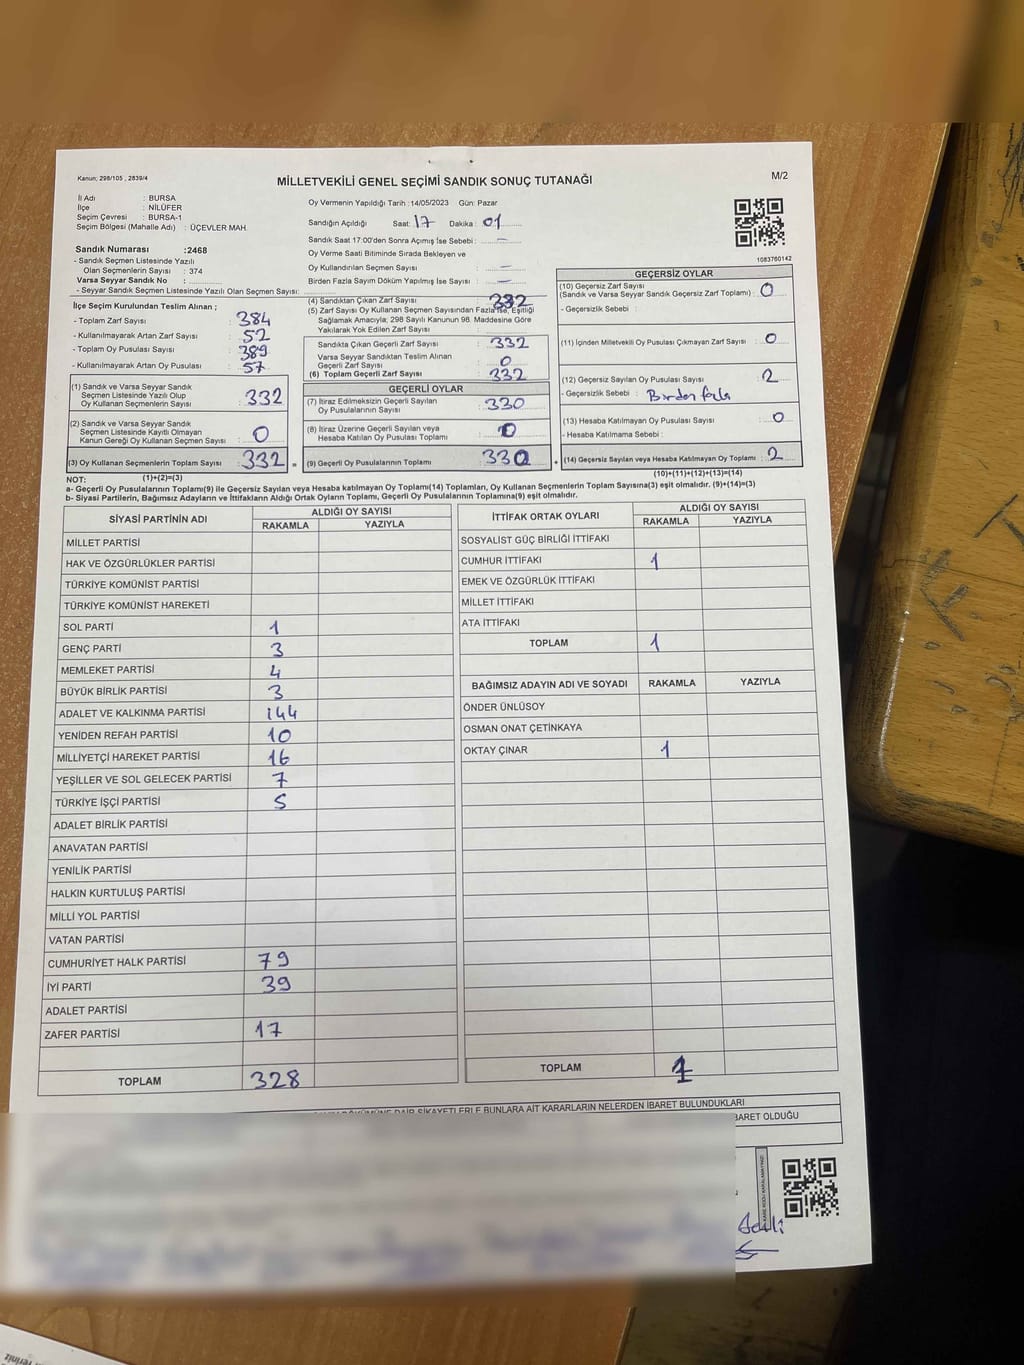 Kanun; 298/105 , 2839/4
MİLLETVEKİLİ GENEL SEÇİMİ SANDIK SONUÇ TUTANAĞI
M/2
İl Adı : BURSA
İlçe : NİLÜFER
Seçim Çevresi : BURSA-1
Seçim Bölgesi (Mahalle Adı) : ÜÇEVLER MAH.
Sandık Numarası :2468
- Sandık Seçmen Listesinde Yazılı
Olan Seçmenlerin Sayısı : 374
Varsa Seyyar Sandık No :
- Seyyar Sandık Seçmen Listesinde Yazılı Olan Seçmen Sayısı:
Oy Vermenin Yapıldığı Tarih :14/05/2023 Gün: Pazar
Sandığın Açıldığı Saat: 17 Dakika: 01
Sandık Saat 17:00'den Sonra Açımış İse Sebebi : —
Oy Verme Saati Bitiminde Sırada Bekleyen ve
Oy Kullandırılan Seçmen Sayısı —
Birden Fazla Sayım Döküm Yapılmış İse Sayısı : —
1083760142
İlçe Seçim Kurulundan Teslim Alınan ;
- Toplam Zarf Sayısı : 384
- Kullanılmayarak Artan Zarf Sayısı : 52
- Toplam Oy Pusulası Sayısı : 389
- Kullanılmayarak Artan Oy Pusulası : 57
(1) Sandık ve Varsa Seyyar Sandık
Seçmen Listesinde Yazılı Olup
Oy Kullanan Seçmenlerin Sayısı : 332
(2) Sandık ve Varsa Seyyar Sandık
Seçmen Listesinde Kayıtlı Olmayan
Kanun Gereği Oy Kullanan Seçmen Sayısı : 0
(3) Oy Kullanan Seçmenlerin Toplam Sayısı : 332
(4) Sandıktan Çıkan Zarf Sayısı : 332
(5) Zarf Sayısı Oy Kullanan Seçmen Sayısından Fazla İse, Eşitliği
Sağlamak Amacıyla; 298 Sayılı Kanunun 98. Maddesine Göre
Yakılarak Yok Edilen Zarf Sayısı :
Sandıkta Çıkan Geçerli Zarf Sayısı : 332
Varsa Seyyar Sandıktan Teslim Alınan
Geçerli Zarf Sayısı : 0
(6) Toplam Geçerli Zarf Sayısı : 332
GEÇERLİ OYLAR
(7) İtiraz Edilmeksizin Geçerli Sayılan
Oy Pusulalarının Sayısı : 330
(8) İtiraz Üzerine Geçerli Sayılan veya
Hesaba Katılan Oy Pusulası Toplamı : 0
(9) Geçerli Oy Pusulalarının Toplamı : 330
GEÇERSİZ OYLAR
(10) Geçersiz Zarf Sayısı
(Sandık ve Varsa Seyyar Sandık Geçersiz Zarf Toplamı) : 0
- Geçersizlik Sebebi :
(11) İçinden Milletvekili Oy Pusulası Çıkmayan Zarf Sayısı : 0
(12) Geçersiz Sayılan Oy Pusulası Sayısı : 2
- Geçersizlik Sebebi : Birden fazla
(13) Hesaba Katılmayan Oy Pusulası Sayısı : 0
- Hesaba Katılmama Sebebi :
(14) Geçersiz Sayılan veya Hesaba Katılmayan Oy Toplamı : 2
NOT: (1)+(2)=(3) (10)+(11)+(12)+(13)=(14)
a- Geçerli Oy Pusulalarının Toplamı(9) ile Geçersiz Sayılan veya Hesaba katılmayan Oy Toplamı(14) Toplamları, Oy Kullanan Seçmenlerin Toplam Sayısına(3) eşit olmalıdır. (9)+(14)=(3)
b- Siyasi Partilerin, Bağımsız Adayların ve İttifakların Aldığı Ortak Oyların Toplamı, Geçerli Oy Pusulalarının Toplamına(9) eşit olmalıdır.
SİYASİ PARTİNİN ADI ALDIĞI OY SAYISI
RAKAMLA YAZIYLA
MİLLET PARTİSİ
HAK VE ÖZGÜRLÜKLER PARTİSİ
TÜRKİYE KOMÜNİST PARTİSİ
TÜRKİYE KOMÜNİST HAREKETİ
SOL PARTİ 1
GENÇ PARTİ 3
MEMLEKET PARTİSİ 4
BÜYÜK BİRLİK PARTİSİ 3
ADALET VE KALKINMA PARTİSİ 144
YENİDEN REFAH PARTİSİ 10
MİLLİYETÇİ HAREKET PARTİSİ 16
YEŞİLLER VE SOL GELECEK PARTİSİ 7
TÜRKİYE İŞÇİ PARTİSİ 5
ADALET BİRLİK PARTİSİ
ANAVATAN PARTİSİ
YENİLİK PARTİSİ
HALKIN KURTULUŞ PARTİSİ
MİLLİ YOL PARTİSİ
VATAN PARTİSİ
CUMHURİYET HALK PARTİSİ 79
İYİ PARTİ 39
ADALET PARTİSİ
ZAFER PARTİSİ 17
TOPLAM 328
İTTİFAK ORTAK OYLARI ALDIĞI OY SAYISI
RAKAMLA YAZIYLA
SOSYALİST GÜÇ BİRLİĞİ İTTİFAKI
CUMHUR İTTİFAKI 1
EMEK VE ÖZGÜRLÜK İTTİFAKI
MİLLET İTTİFAKI
ATA İTTİFAKI
TOPLAM 1
BAĞIMSIZ ADAYIN ADI VE SOYADI RAKAMLA YAZIYLA
ÖNDER ÜNLÜSOY
OSMAN ONAT ÇETİNKAYA
OKTAY ÇINAR 1
TOPLAM 1
DÖKÜMÜNE DAİR ŞİKAYETLERLE BUNLARA AİT KARARLARIN NELERDEN İBARET BULUNDUKLARI
BARET OLDUĞU